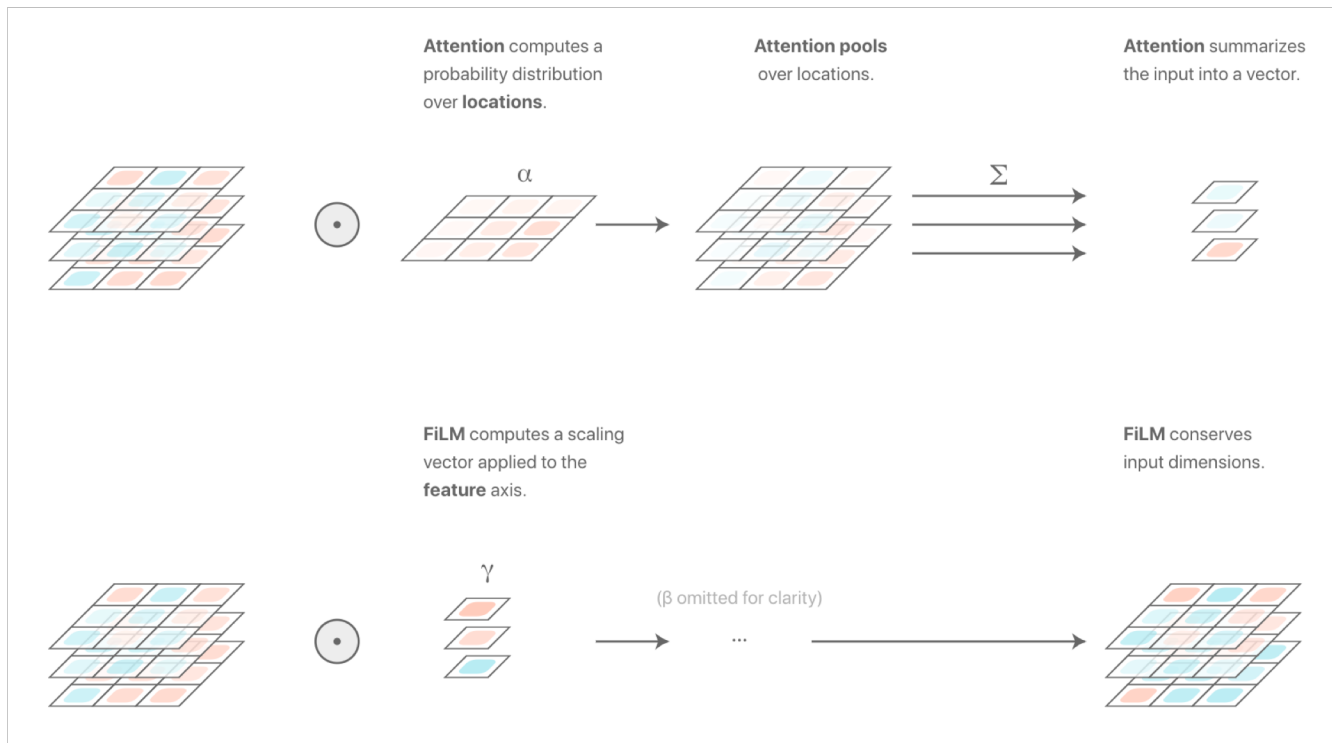 Attention computes a
probability distribution
over locations.
Attention pools
over locations.
Attention summarizes
the input into a vector.
α
Σ
FiLM computes a scaling
vector applied to the
feature axis.
FiLM conserves
input dimensions.
γ
(β omitted for clarity)
...